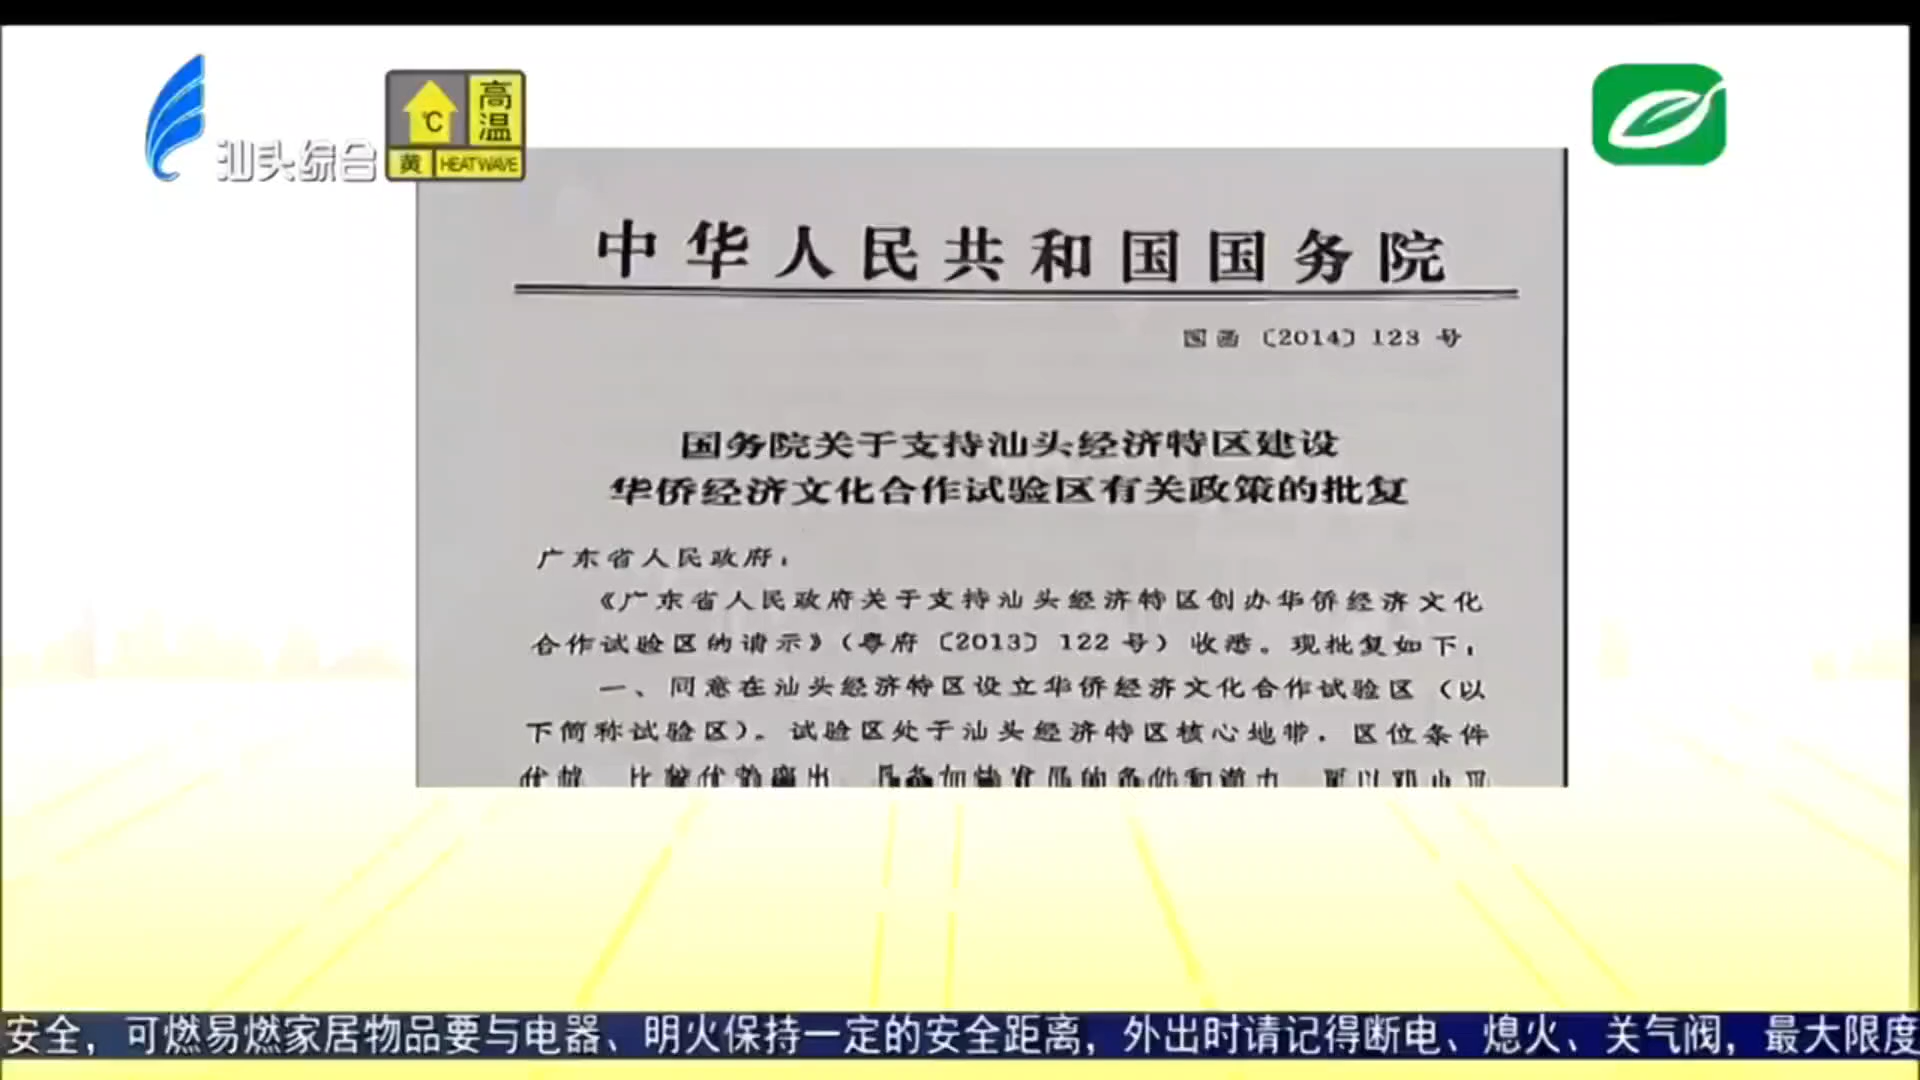 汕头综合
℃
高温
黄
HEAT WAVE
中华人民共和国国务院
国函〔2014〕123 号
国务院关于支持汕头经济特区建设
华侨经济文化合作试验区有关政策的批复
广东省人民政府：
《广东省人民政府关于支持汕头经济特区创办华侨经济文化
合作试验区的请示》（粤府〔2013〕122 号）收悉。现批复如下：
一、同意在汕头经济特区设立华侨经济文化合作试验区（以
下简称试验区）。试验区处于汕头经济特区核心地带，区位条件
安全，可燃易燃家居物品要与电器、明火保持一定的安全距离，外出时请记得断电、熄火、关气阀，最大限度